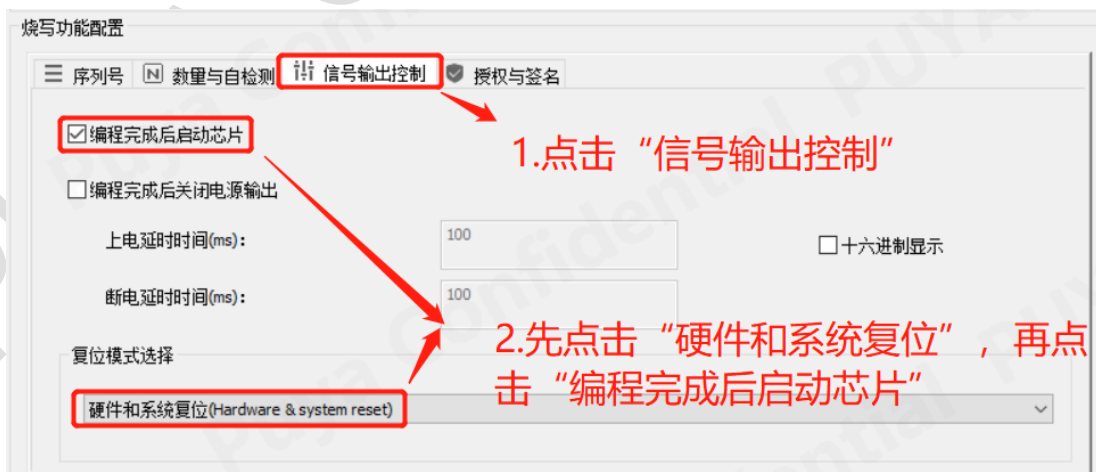 烧写功能配置
序列号 数量与自检测 信号输出控制 授权与签名
编程完成后启动芯片
1.点击“信号输出控制”
编程完成后关闭电源输出
上电延时时间(ms): 100 十六进制显示
断电延时时间(ms): 100
2.先点击“硬件和系统复位”，再点
击“编程完成后启动芯片”
复位模式选择
硬件和系统复位(Hardware & system reset)
Puya Confidential PUYA